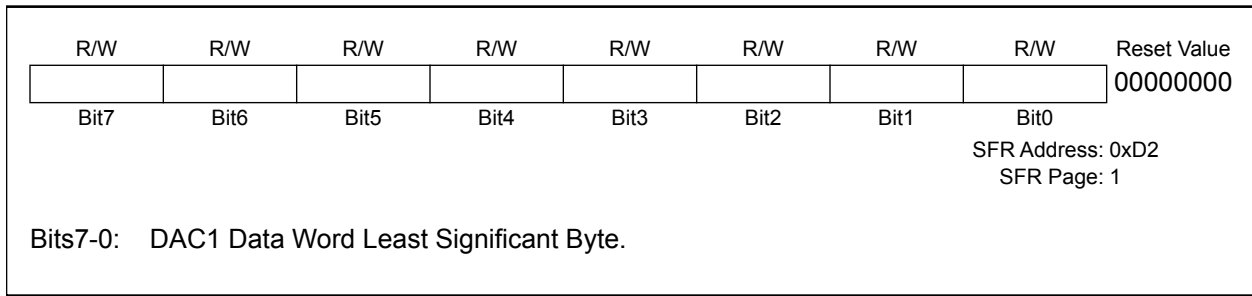 R/W R/W R/W R/W R/W R/W R/W R/W Reset Value
00000000
Bit7 Bit6 Bit5 Bit4 Bit3 Bit2 Bit1 Bit0
SFR Address: 0xD2
SFR Page: 1
Bits7-0: DAC1 Data Word Least Significant Byte.